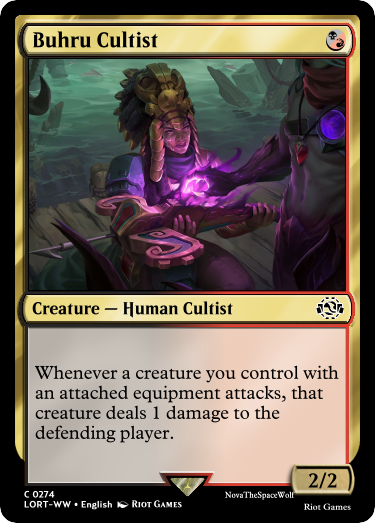 Buhru Cultist
Creature — Human Cultist
Whenever a creature you control with
an attached equipment attacks, that
creature deals 1 damage to the
defending player.
2/2
C 0274
LORT-WW • English RIOT GAMES
NovaTheSpaceWolf
Riot Games